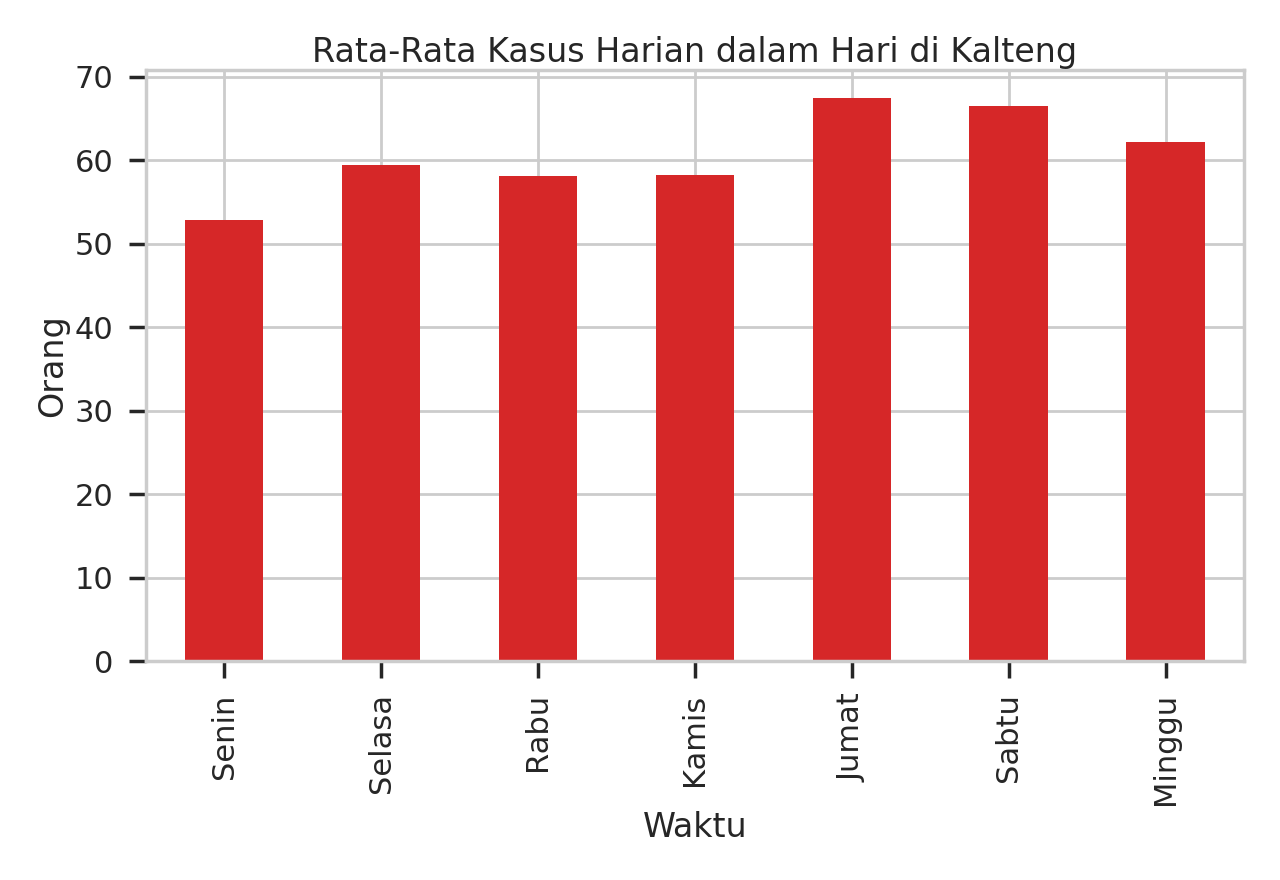 Rata-Rata Kasus Harian dalam Hari di Kalteng
70
60
50
40
30
20
10
0
Orang
Senin
Selasa
Rabu
Kamis
Jumat
Sabtu
Minggu
Waktu